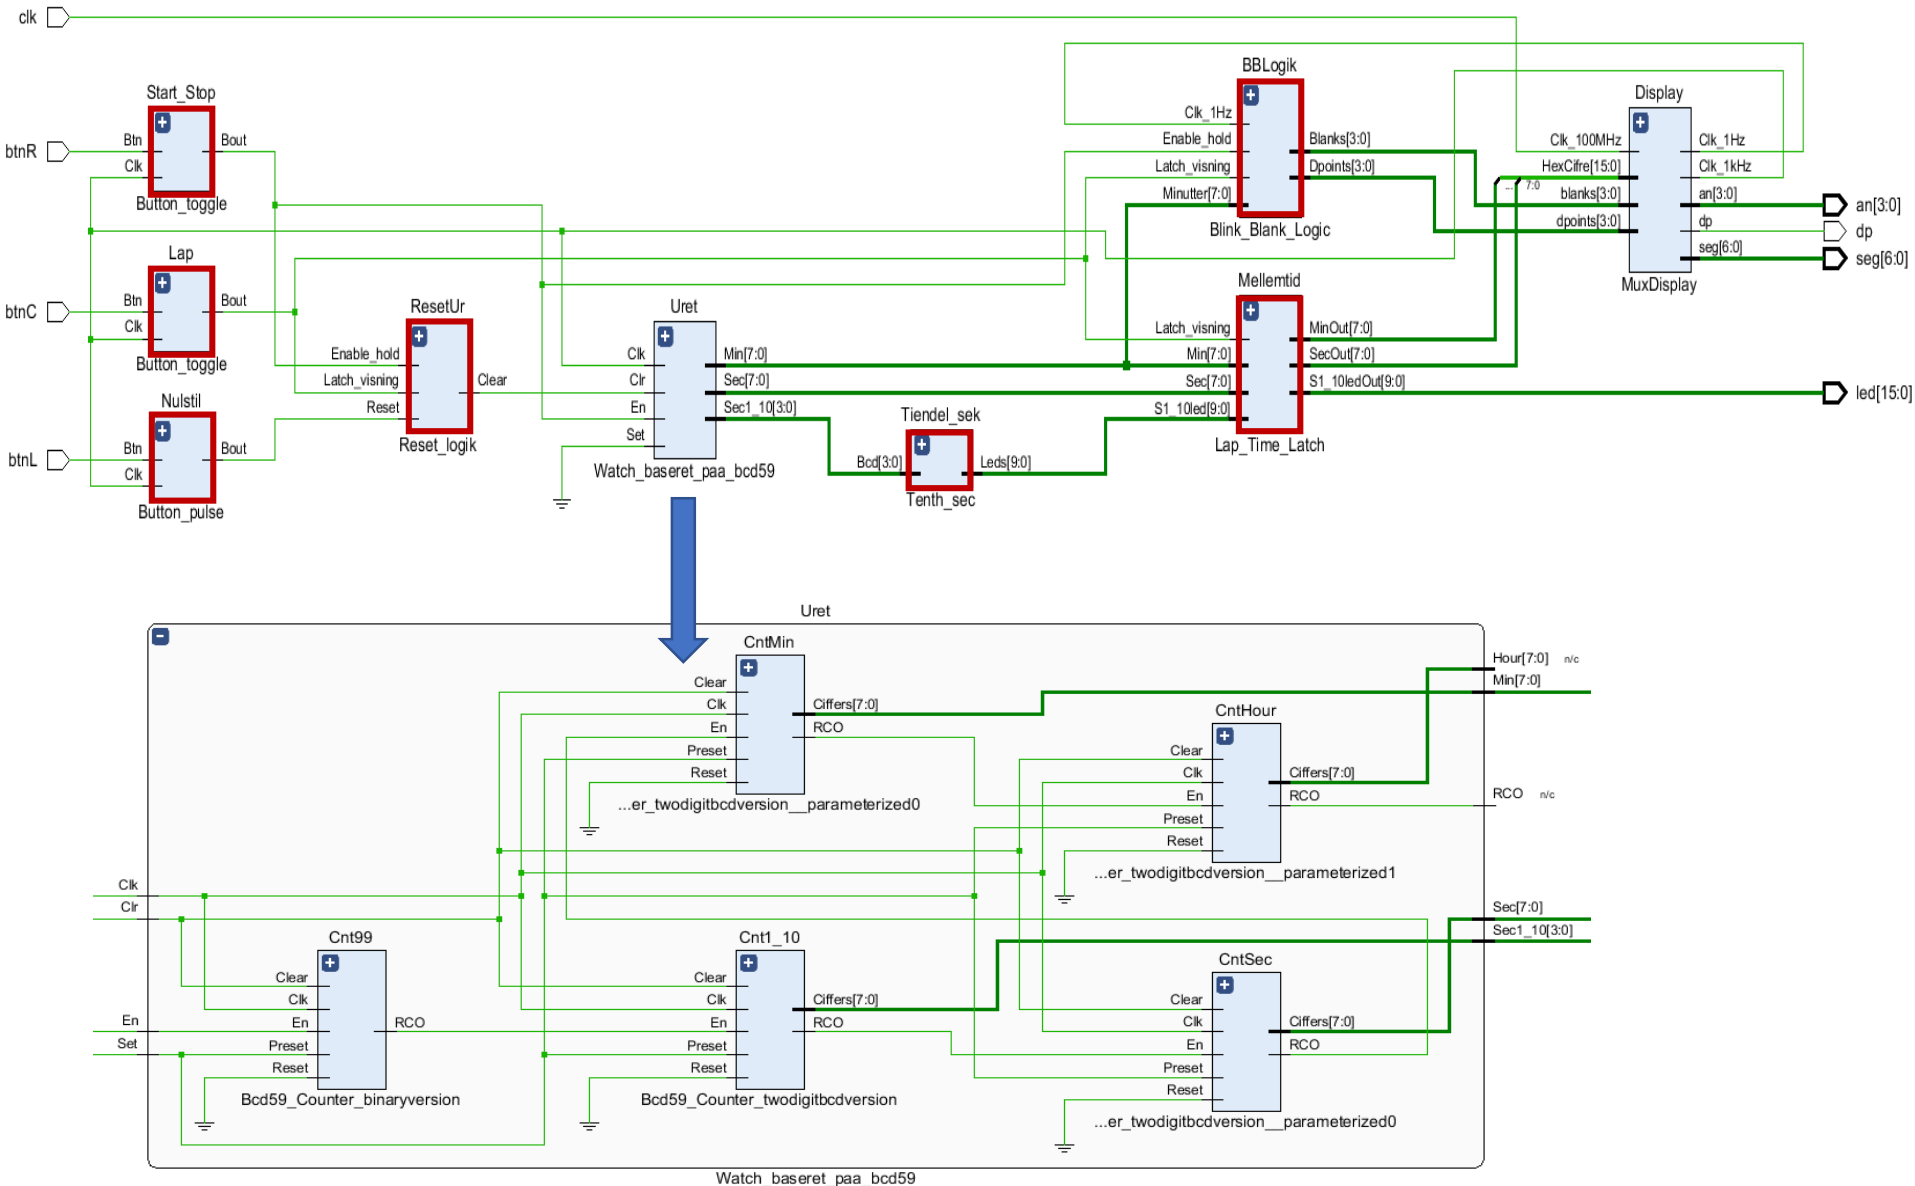 clk
btnR
btnC
btnL
Start_Stop
Btn
Clk
Bout
Button_toggle
Lap
Btn
Clk
Bout
Button_toggle
Nulstil
Btn
Clk
Bout
Button_pulse
ResetUr
Enable_hold
Latch_visning
Reset
Clear
Reset_logik
Uret
Clk
Clr
En
Set
Min[7:0]
Sec[7:0]
Sec1_10[3:0]
Watch_baseret_paa_bcd59
Tiendel_sek
Bcd[3:0]
Leds[9:0]
Tenth_sec
BBLogik
Clk_1Hz
Enable_hold
Latch_visning
Minutter[7:0]
Blanks[3:0]
Dpoints[3:0]
Blink_Blank_Logic
Mellemtid
Latch_visning
Min[7:0]
Sec[7:0]
S1_10led[9:0]
MinOut[7:0]
SecOut[7:0]
S1_10ledOut[9:0]
Lap_Time_Latch
Display
Clk_100MHz
HexCifre[15:0]
... 7:0
blanks[3:0]
dpoints[3:0]
Clk_1Hz
Clk_1kHz
an[3:0]
dp
seg[6:0]
MuxDisplay
an[3:0]
dp
seg[6:0]
led[15:0]
Uret
CntMin
Clear
Clk
En
Preset
Reset
Ciffers[7:0]
RCO
...er_twodigitbcdversion__parameterized0
CntHour
Clear
Clk
En
Preset
Reset
Ciffers[7:0]
RCO
...er_twodigitbcdversion__parameterized1
Hour[7:0] n/c
Min[7:0]
RCO n/c
Sec[7:0]
Sec1_10[3:0]
Clk
Clr
En
Set
Cnt99
Clear
Clk
En
Preset
Reset
RCO
Bcd59_Counter_binaryversion
Cnt1_10
Clear
Clk
En
Preset
Reset
Ciffers[7:0]
RCO
Bcd59_Counter_twodigitbcdversion
CntSec
Clear
Clk
En
Preset
Reset
Ciffers[7:0]
RCO
...er_twodigitbcdversion__parameterized0
Watch_baseret_paa_bcd59